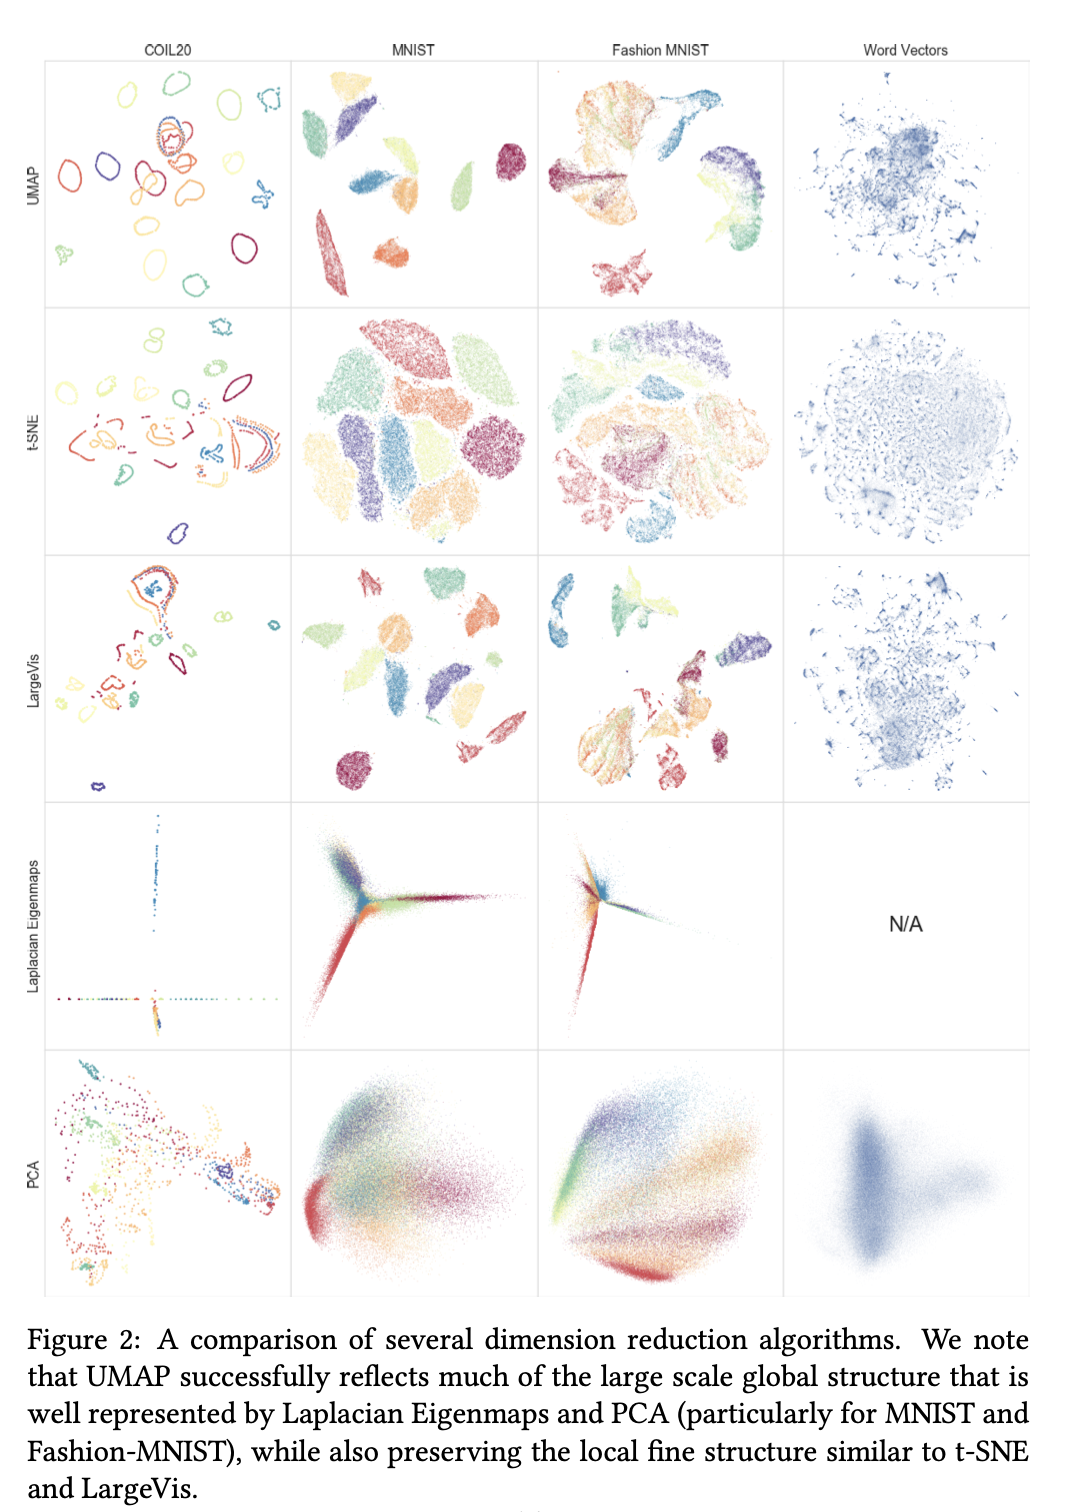 COIL20 MNIST Fashion MNIST Word Vectors
UMAP
t-SNE
LargeVis
Laplacian Eigenmaps
N/A
PCA
Figure 2: A comparison of several dimension reduction algorithms. We note
that UMAP successfully reflects much of the large scale global structure that is
well represented by Laplacian Eigenmaps and PCA (particularly for MNIST and
Fashion-MNIST), while also preserving the local fine structure similar to t-SNE
and LargeVis.